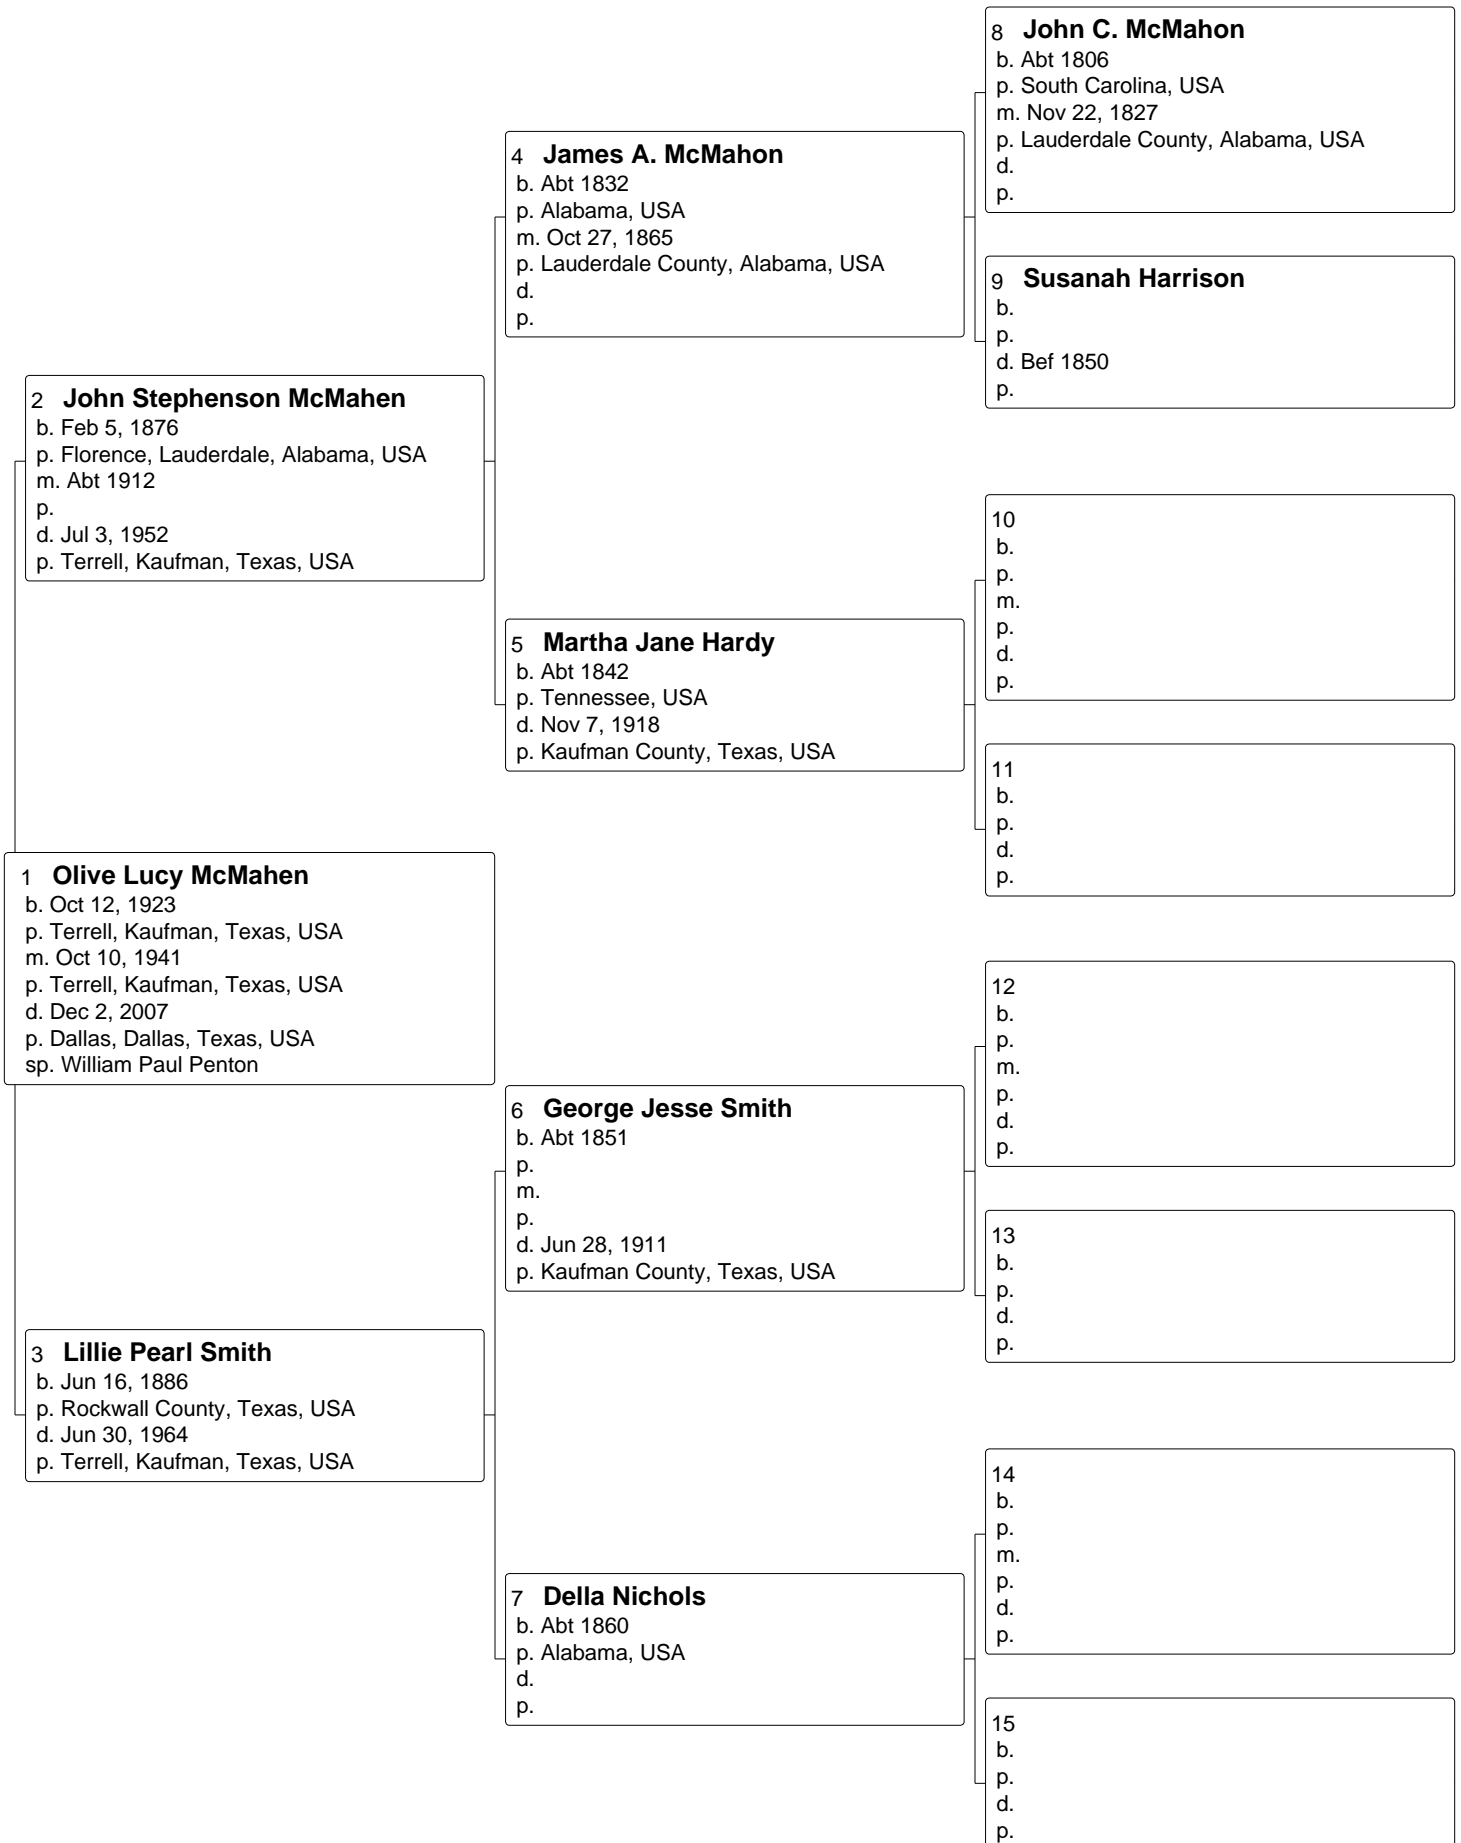 8 John C. McMahon
b. Abt 1806
p. South Carolina, USA
m. Nov 22, 1827
p. Lauderdale County, Alabama, USA
d.
p.
4 James A. McMahon
b. Abt 1832
p. Alabama, USA
m. Oct 27, 1865
p. Lauderdale County, Alabama, USA
d.
p.
9 Susanah Harrison
b.
p.
d. Bef 1850
p.
2 John Stephenson McMahen
b. Feb 5, 1876
p. Florence, Lauderdale, Alabama, USA
m. Abt 1912
p.
d. Jul 3, 1952
p. Terrell, Kaufman, Texas, USA
10
b.
p.
m.
p.
d.
p.
5 Martha Jane Hardy
b. Abt 1842
p. Tennessee, USA
d. Nov 7, 1918
p. Kaufman County, Texas, USA
11
b.
p.
d.
p.
1 Olive Lucy McMahen
b. Oct 12, 1923
p. Terrell, Kaufman, Texas, USA
m. Oct 10, 1941
p. Terrell, Kaufman, Texas, USA
d. Dec 2, 2007
p. Dallas, Dallas, Texas, USA
sp. William Paul Penton
12
b.
p.
m.
p.
d.
p.
6 George Jesse Smith
b. Abt 1851
p.
m.
p.
d. Jun 28, 1911
p. Kaufman County, Texas, USA
13
b.
p.
d.
p.
3 Lillie Pearl Smith
b. Jun 16, 1886
p. Rockwall County, Texas, USA
d. Jun 30, 1964
p. Terrell, Kaufman, Texas, USA
14
b.
p.
m.
p.
d.
p.
7 Della Nichols
b. Abt 1860
p. Alabama, USA
d.
p.
15
b.
p.
d.
p.